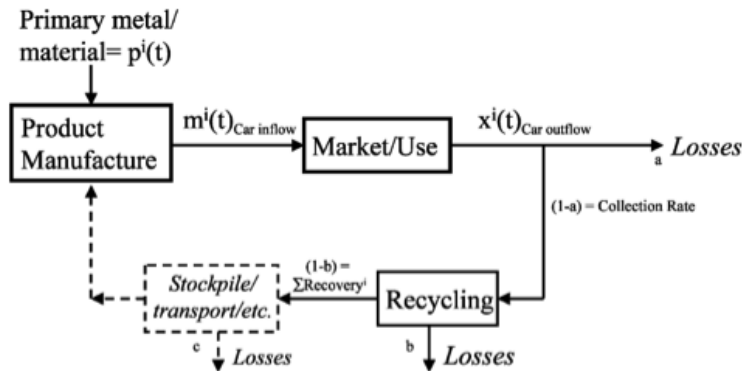 Primary metal/
material= pⁱ(t)
Product
Manufacture
mⁱ(t)Car inflow
Market/Use
xⁱ(t)Car outflow
a
Losses
(1-a) = Collection Rate
(1-b) =
ΣRecoveryⁱ
Stockpile/
transport/etc.
Recycling
c
Losses
b
Losses